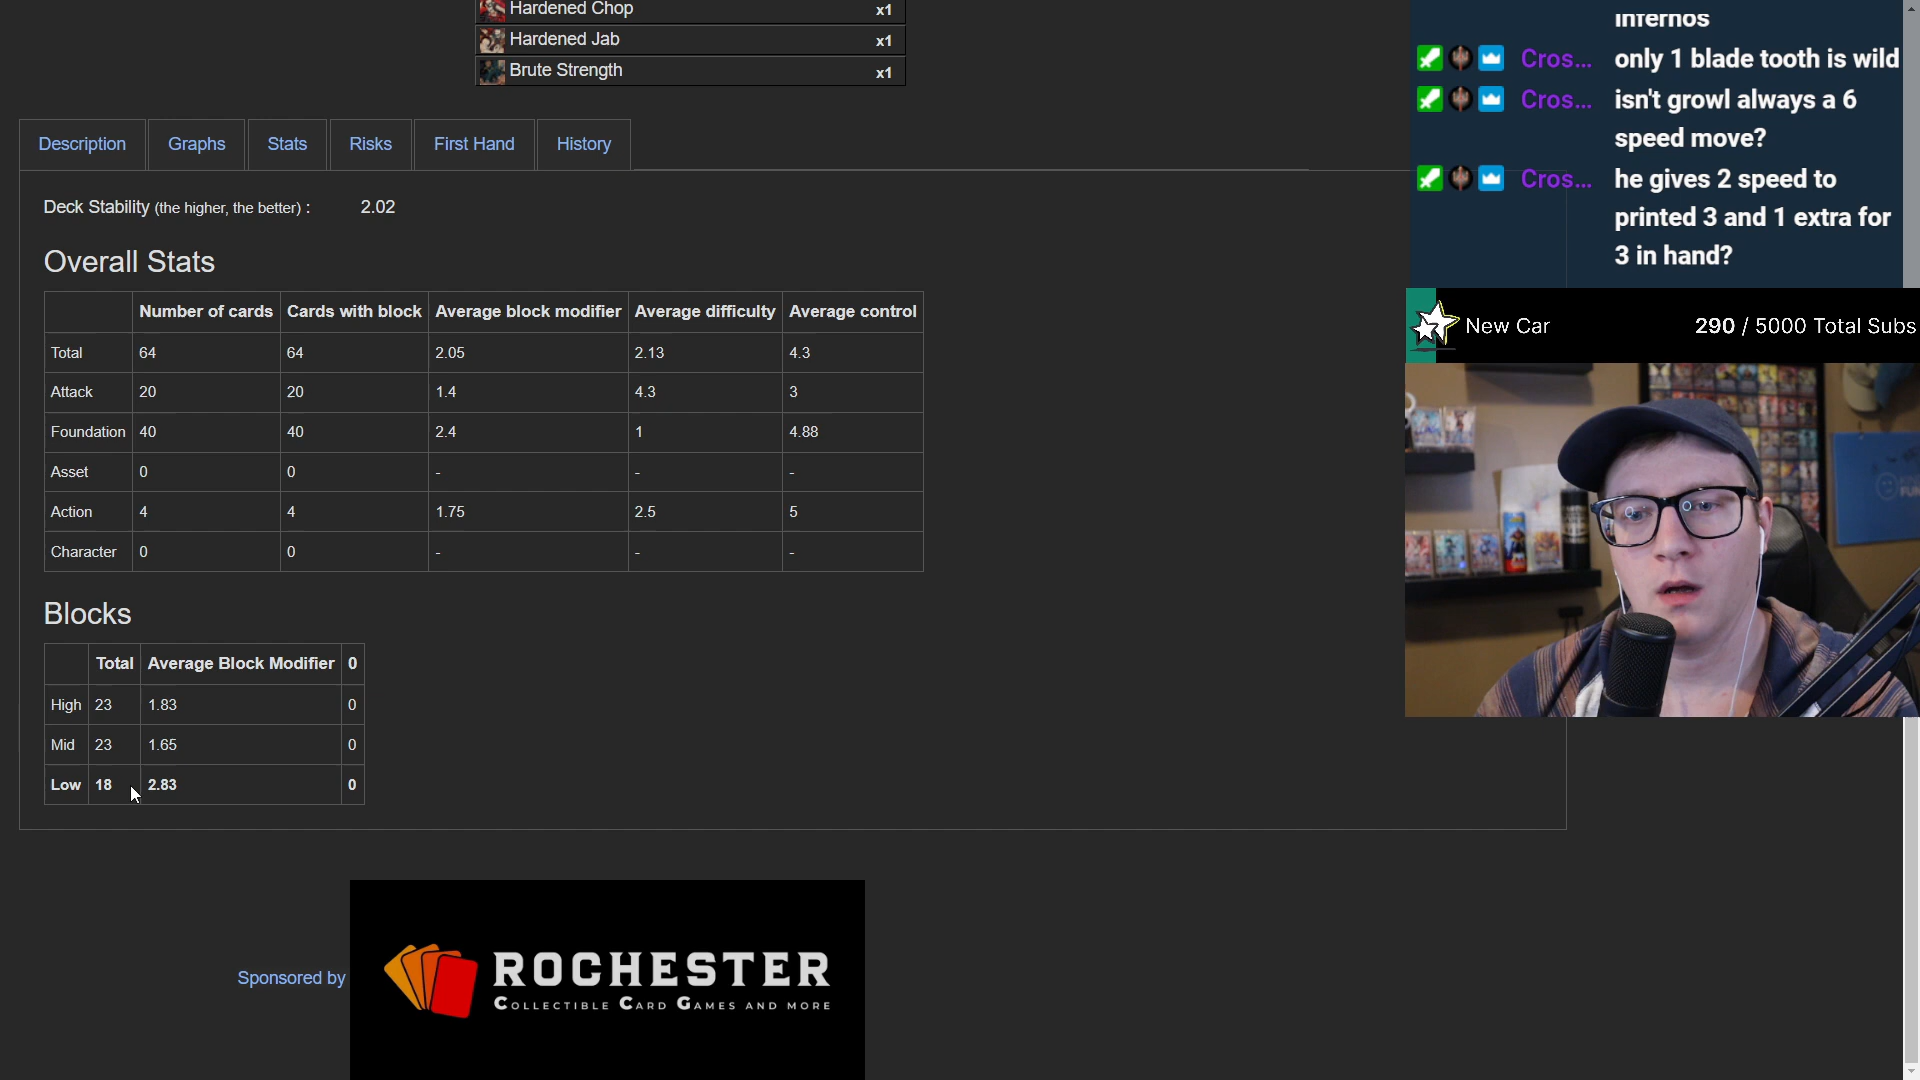 Hardened Chop x1
Hardened Jab x1
Brute Strength x1
Description Graphs Stats Risks First Hand History
Deck Stability (the higher, the better) : 2.02
Overall Stats
Number of cards Cards with block Average block modifier Average difficulty Average control
Total 64 64 2.05 2.13 4.3
Attack 20 20 1.4 4.3 3
Foundation 40 40 2.4 1 4.88
Asset 0 0 - - -
Action 4 4 1.75 2.5 5
Character 0 0 - - -
Blocks
Total Average Block Modifier 0
High 23 1.83 0
Mid 23 1.65 0
Low 18 2.83 0
Sponsored by
ROCHESTER
COLLECTIBLE CARD GAMES AND MORE
infernos
Cros... only 1 blade tooth is wild
Cros... isn't growl always a 6
speed move?
Cros... he gives 2 speed to
printed 3 and 1 extra for
3 in hand?
New Car 290 / 5000 Total Subs